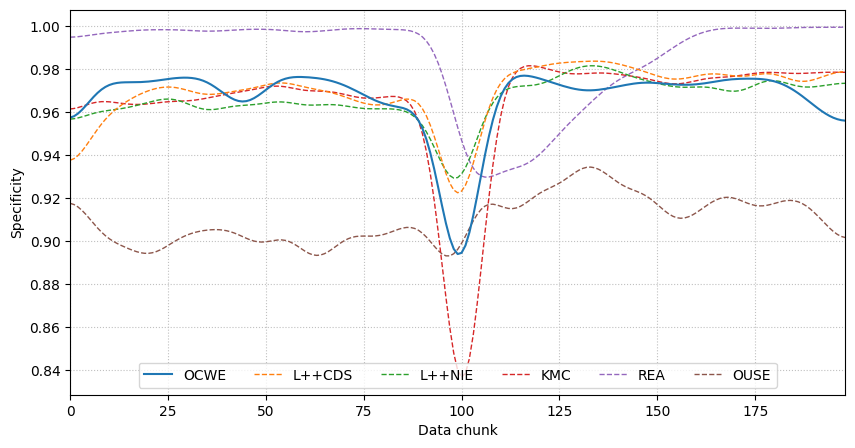 1.00
0.98
0.96
0.94
0.92
0.90
0.88
0.86
0.84
Specificity
OCWE L++CDS L++NIE KMC REA OUSE
0 25 50 75 100 125 150 175
Data chunk